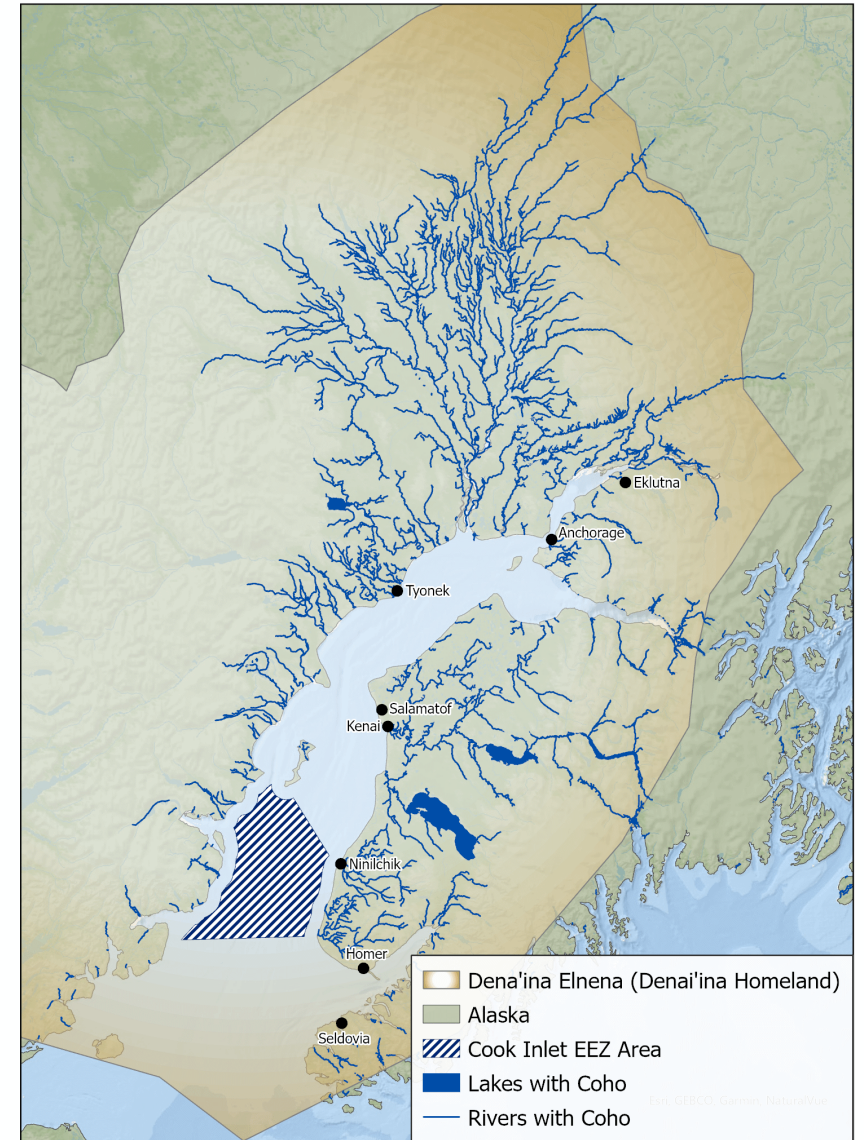 Eklutna
Anchorage
Tyonek
Salamatof
Kenai
Ninilchik
Homer
Seldovia
Dena'ina Elnena (Denai'ina Homeland)
Alaska
Cook Inlet EEZ Area
Lakes with Coho
Rivers with Coho